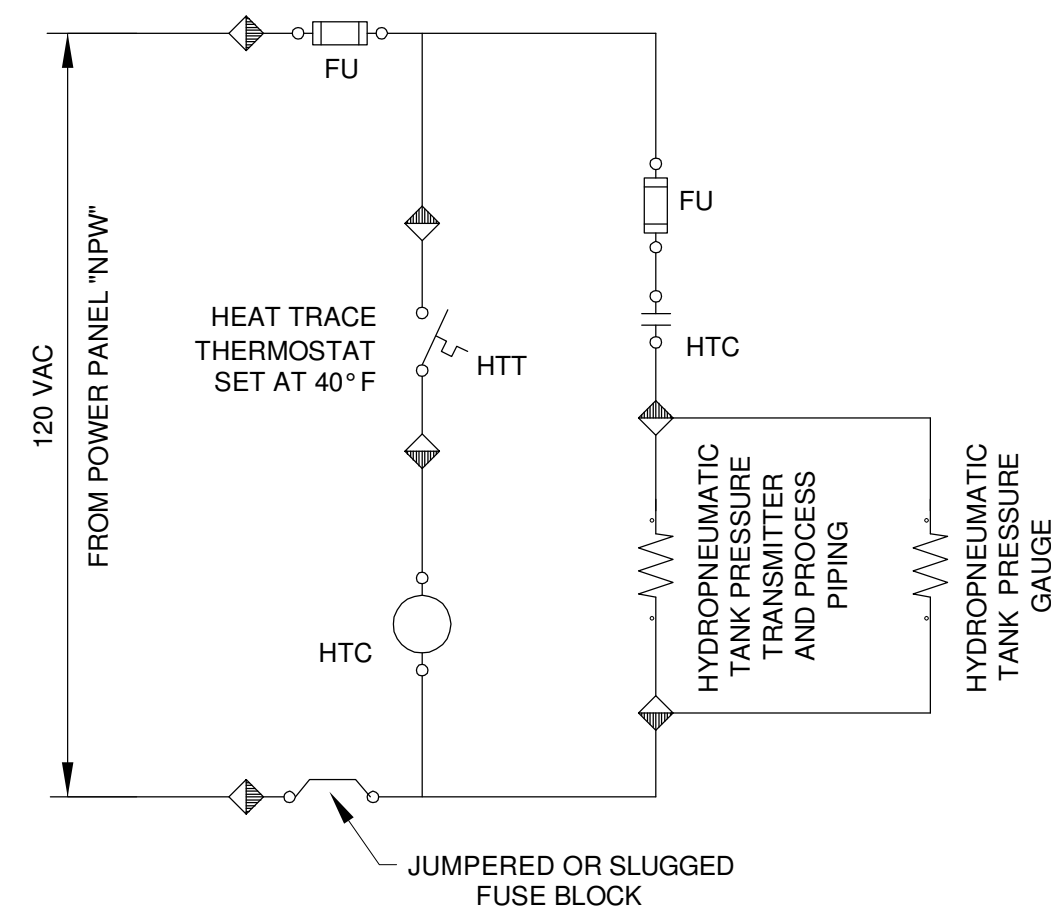 FU
120 VAC
FROM POWER PANEL "NPW"
FU
HEAT TRACE
THERMOSTAT
SET AT 40° F
HTT
HTC
HTC
HYDROPNEUMATIC
TANK PRESSURE
TRANSMITTER
AND PROCESS
PIPING
HYDROPNEUMATIC
TANK PRESSURE
GAUGE
JUMPERED OR SLUGGED
FUSE BLOCK